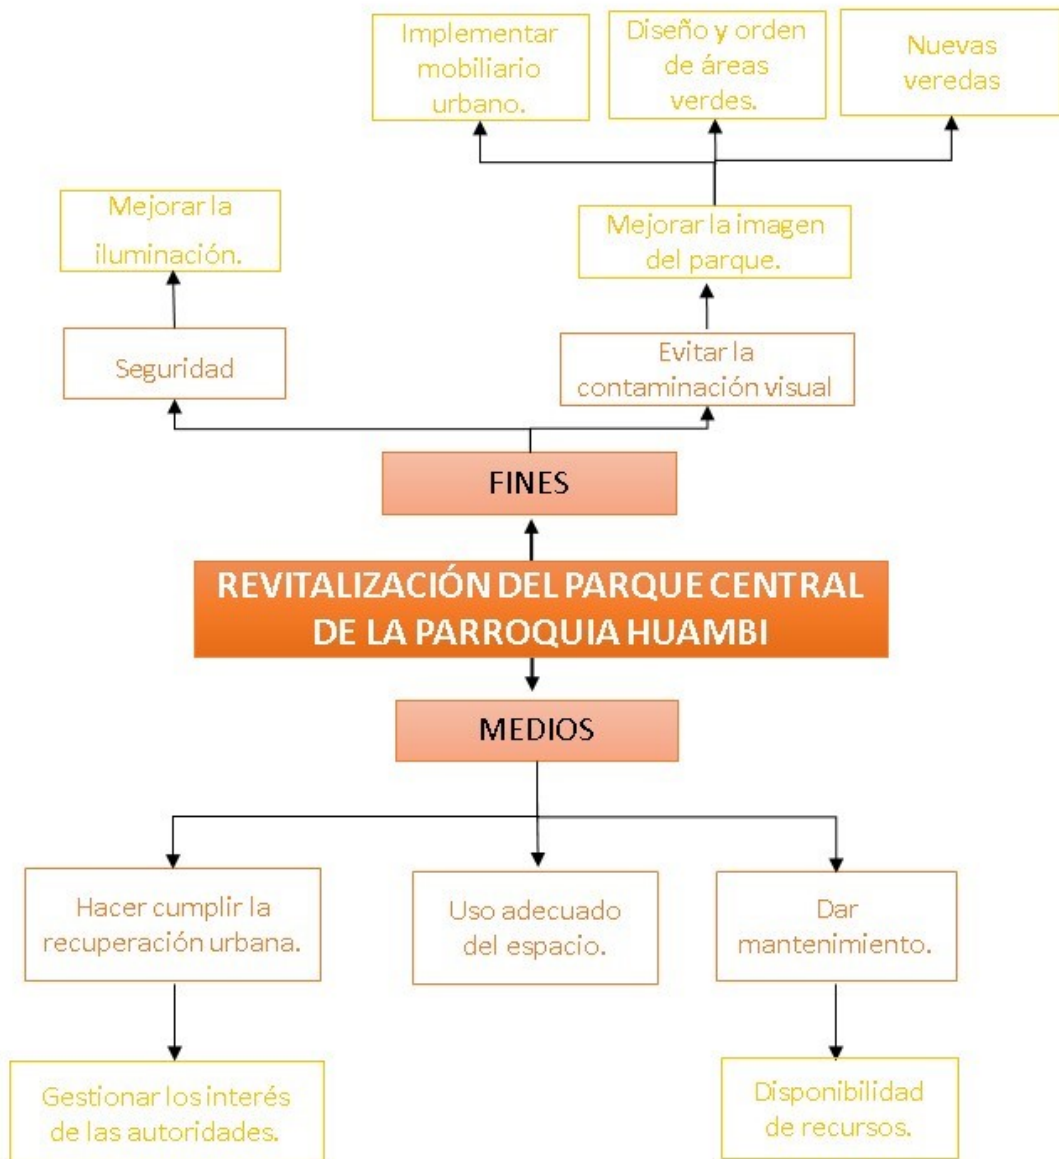 Implementar
mobiliario
urbano.
Diseño y orden
de áreas
verdes.
Nuevas
veredas
Mejorar la
iluminación.
Mejorar la imagen
del parque.
Seguridad
Evitar la
contaminación visual
FINES
REVITALIZACIÓN DEL PARQUE CENTRAL
DE LA PARROQUIA HUAMBI
MEDIOS
Hacer cumplir la
recuperación urbana.
Uso adecuado
del espacio.
Dar
mantenimiento.
Gestionar los interés
de las autoridades.
Disponibilidad
de recursos.